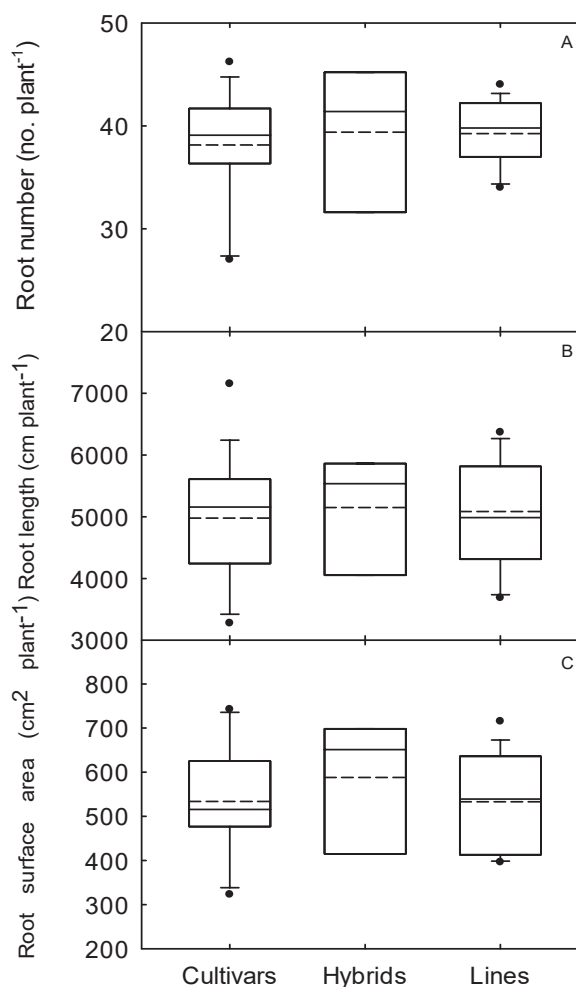 50
A
40
30
20
Root number (no. plant-1)
B
7000
6000
5000
4000
3000
Root length (cm plant-1)
C
800
700
600
500
400
300
200
Root surface area (cm2 plant-1)
Cultivars Hybrids Lines